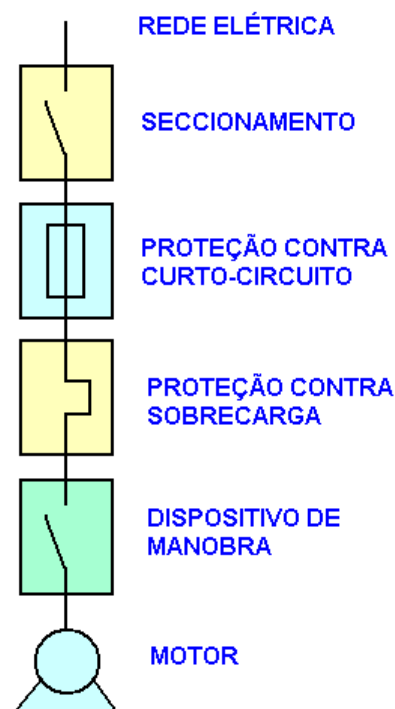 REDE ELÉTRICA
SECCIONAMENTO
PROTEÇÃO CONTRA
CURTO-CIRCUITO
PROTEÇÃO CONTRA
SOBRECARGA
DISPOSITIVO DE
MANOBRA
MOTOR